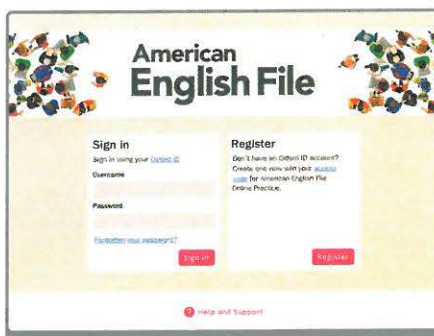 American
English File
Sign in
Sign in using your Oxford ID
Username
Password
Forgotten your password?
Sign in
Register
Don't have an Oxford ID account?
Create one now with your access
code for American English File
Online Practice.
Register
Help and Support